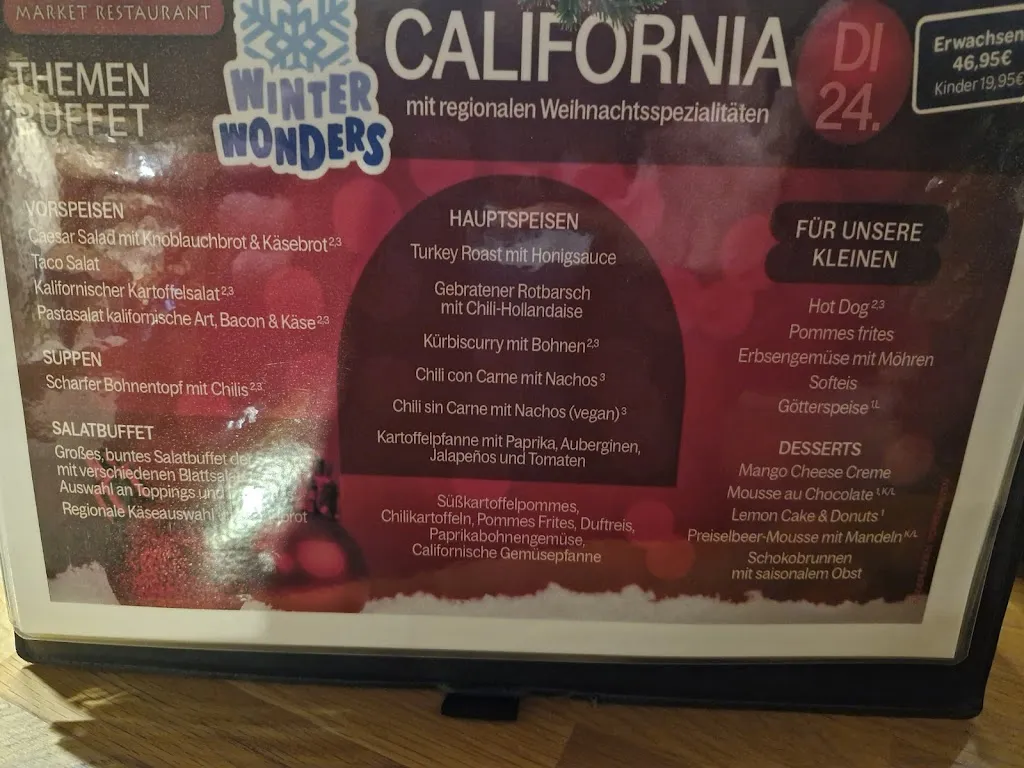 MARKET RESTAURANT
THEMEN
BUFFET
WINTER
WONDERS
CALIFORNIA
mit regionalen Weihnachtsspezialitäten
DI
24.
Erwachsen
46,95€
Kinder 19,95€
VORSPEISEN
Caesar Salad mit Knoblauchbrot & Käsebrot 2,3
Taco Salat
Kalifornischer Kartoffelsalat 2,3
Pastasalat kalifornische Art, Bacon & Käse 2,3
SUPPEN
Scharfer Bohnentopf mit Chilis 2,3
SALATBUFFET
Großes, buntes Salatbuffet
mit verschiedenen
Auswahl an Toppings und
Regionale Käseauswahl
HAUPTSPEISEN
Turkey Roast mit Honigsauce
Gebratener Rotbarsch
mit Chili-Hollandaise
Kürbiscurry mit Bohnen 2,3
Chili con Carne mit Nachos 3
Chili sin Carne mit Nachos (vegan) 3
Kartoffelpfanne mit Paprika, Auberginen,
Jalapeños und Tomaten
Süßkartoffelpommes,
Chilikartoffeln, Pommes Frites, Duftreis,
Paprikabohnengemüse,
Californische Gemüsepfanne
FÜR UNSERE
KLEINEN
Hot Dog 2,3
Pommes frites
Erbsengemüse mit Möhren
Softeis
Götterspeise 1L
DESSERTS
Mango Cheese Creme
Mousse au Chocolate 1,K/L
Lemon Cake & Donuts 1
Preiselbeer-Mousse mit Mandeln K/L
Schokobrunnen
mit saisonalem Obst